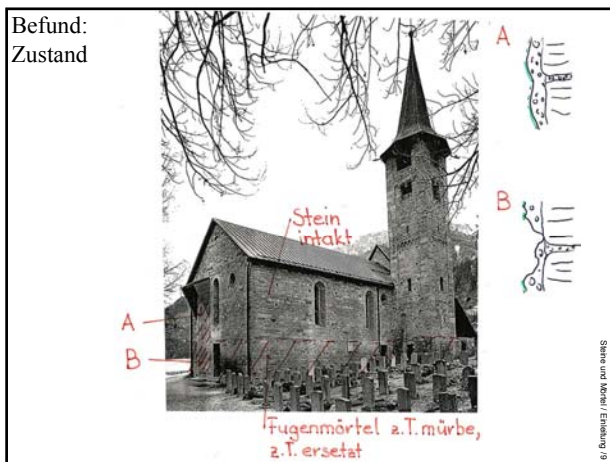 Befund:
Zustand
A
B
Stein
intakt
A
B
Fugenmörtel z.T. mürbe,
z.T. ersetzt
Steine und Mörtel / Einleitung /9